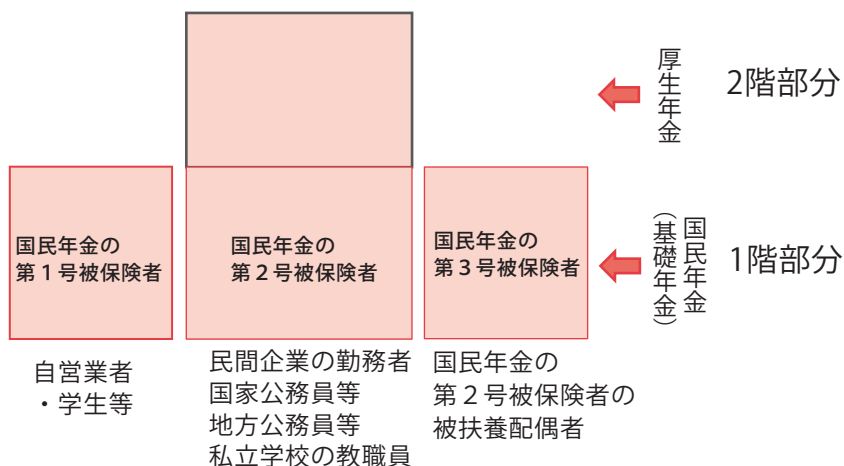 厚生年金
2階部分
国民年金の
第1号被保険者
国民年金の
第2号被保険者
国民年金の
第3号被保険者
国民年金
(基礎年金)
1階部分
自営業者
・学生等
民間企業の勤務者
国家公務員等
地方公務員等
私立学校の教職員
国民年金の
第2号被保険者の
被扶養配偶者